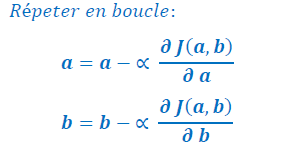 Répeter en boucle:
a = a − ∝ ∂ J(a, b) / ∂ a
b = b − ∝ ∂ J(a, b) / ∂ b